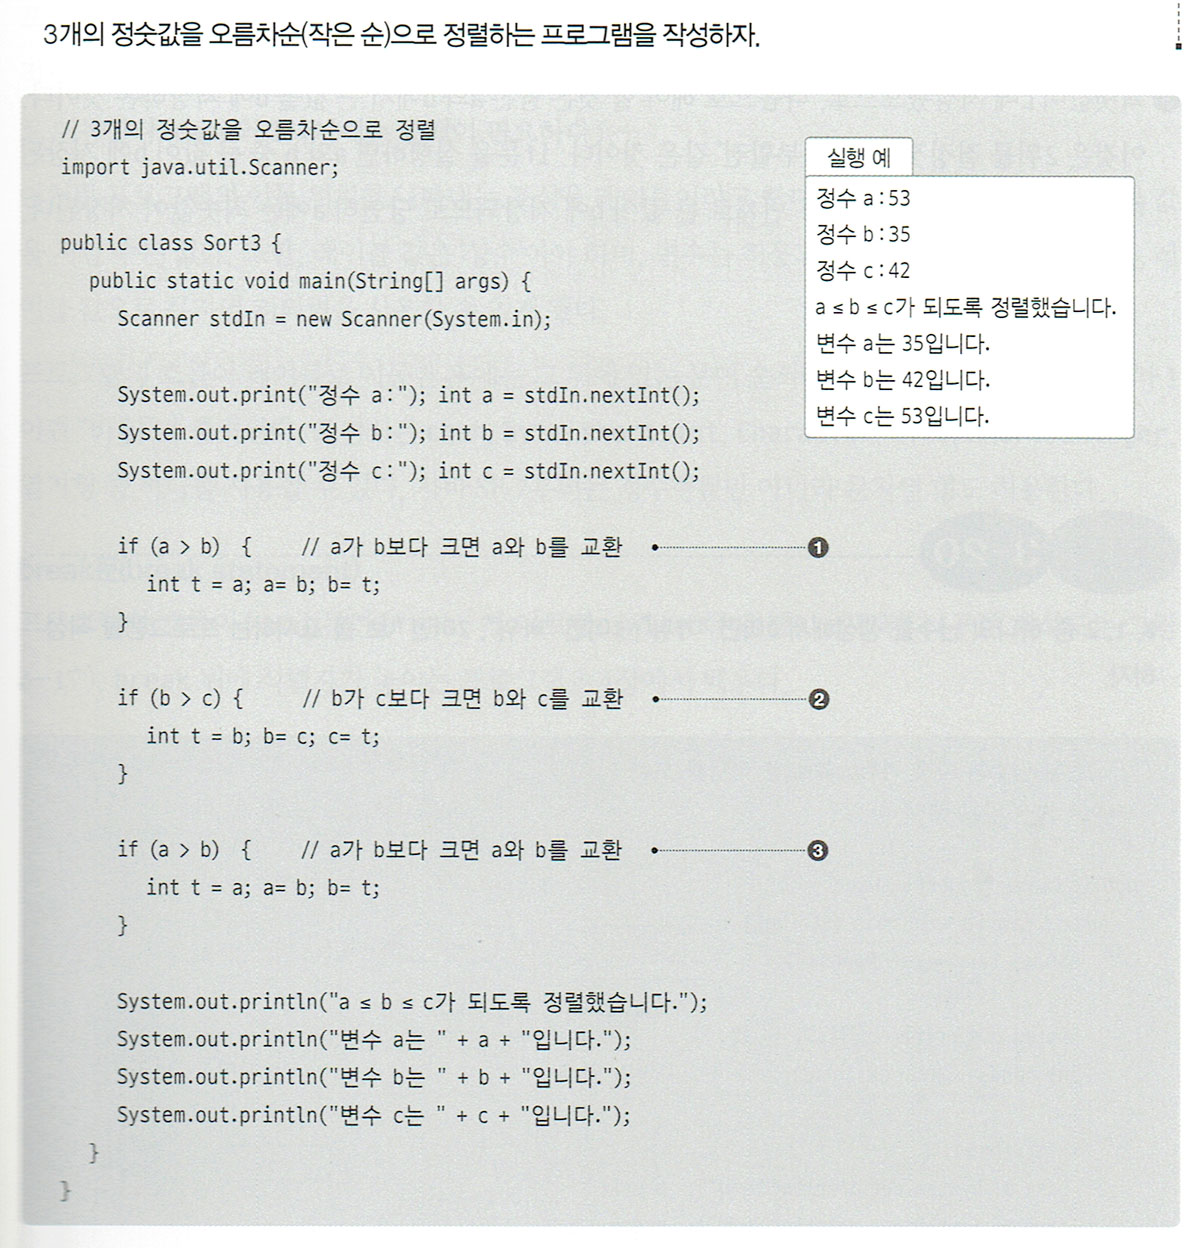 3개의 정숫값을 오름차순(작은 순)으로 정렬하는 프로그램을 작성하자.
// 3개의 정숫값을 오름차순으로 정렬
import java.util.Scanner;
public class Sort3 {
public static void main(String[] args) {
Scanner stdIn = new Scanner(System.in);
System.out.print("정수 a:"); int a = stdIn.nextInt();
System.out.print("정수 b:"); int b = stdIn.nextInt();
System.out.print("정수 c:"); int c = stdIn.nextInt();
if (a > b) { // a가 b보다 크면 a와 b를 교환 ❶
int t = a; a= b; b= t;
}
if (b > c) { // b가 c보다 크면 b와 c를 교환 ❷
int t = b; b= c; c= t;
}
if (a > b) { // a가 b보다 크면 a와 b를 교환 ❸
int t = a; a= b; b= t;
}
System.out.println("a ≤ b ≤ c가 되도록 정렬했습니다.");
System.out.println("변수 a는 " + a + "입니다.");
System.out.println("변수 b는 " + b + "입니다.");
System.out.println("변수 c는 " + c + "입니다.");
}
}
실행 예
정수 a:53
정수 b:35
정수 c:42
a ≤ b ≤ c가 되도록 정렬했습니다.
변수 a는 35입니다.
변수 b는 42입니다.
변수 c는 53입니다.